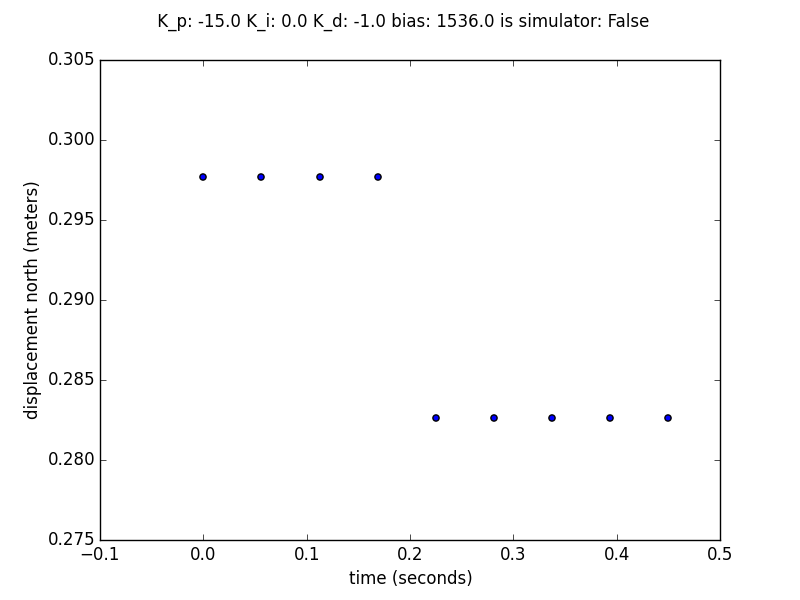 K_p: -15.0 K_i: 0.0 K_d: -1.0 bias: 1536.0 is simulator: False
0.305
0.300
0.295
0.290
0.285
0.280
0.275
displacement north (meters)
−0.1 0.0 0.1 0.2 0.3 0.4 0.5
time (seconds)